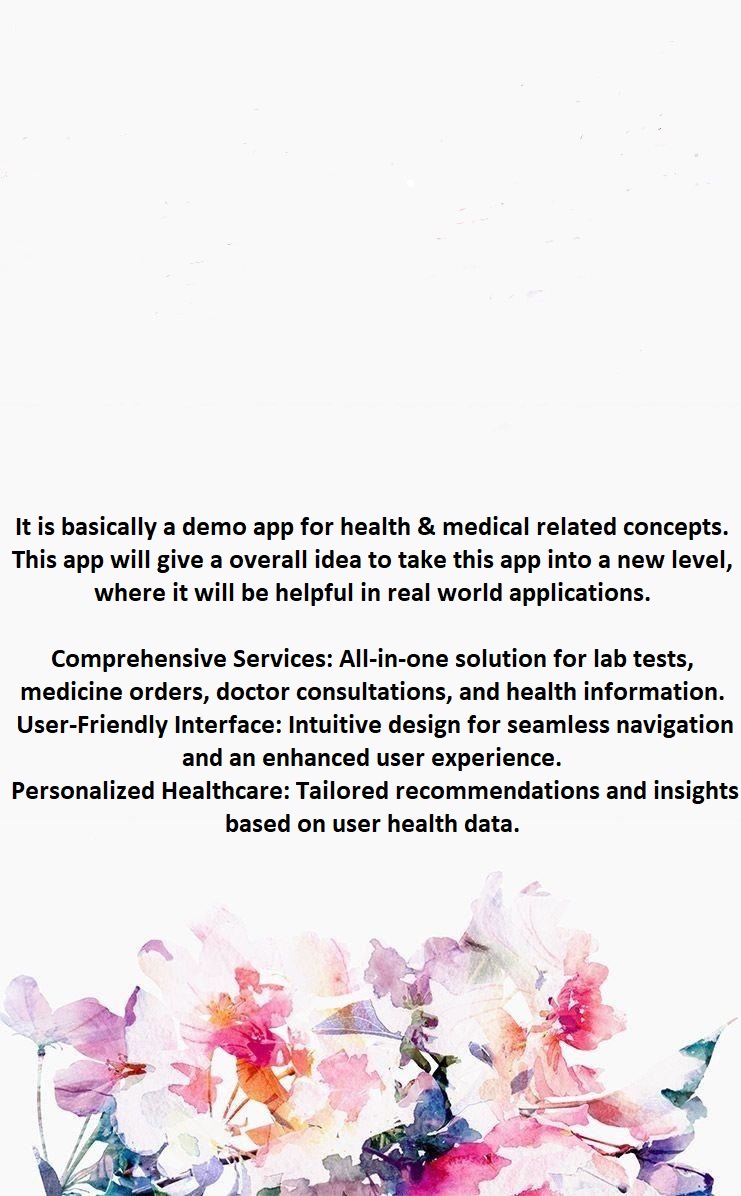 It is basically a demo app for health & medical related concepts.
This app will give a overall idea to take this app into a new level,
where it will be helpful in real world applications.
Comprehensive Services: All-in-one solution for lab tests,
medicine orders, doctor consultations, and health information.
User-Friendly Interface: Intuitive design for seamless navigation
and an enhanced user experience.
Personalized Healthcare: Tailored recommendations and insights
based on user health data.